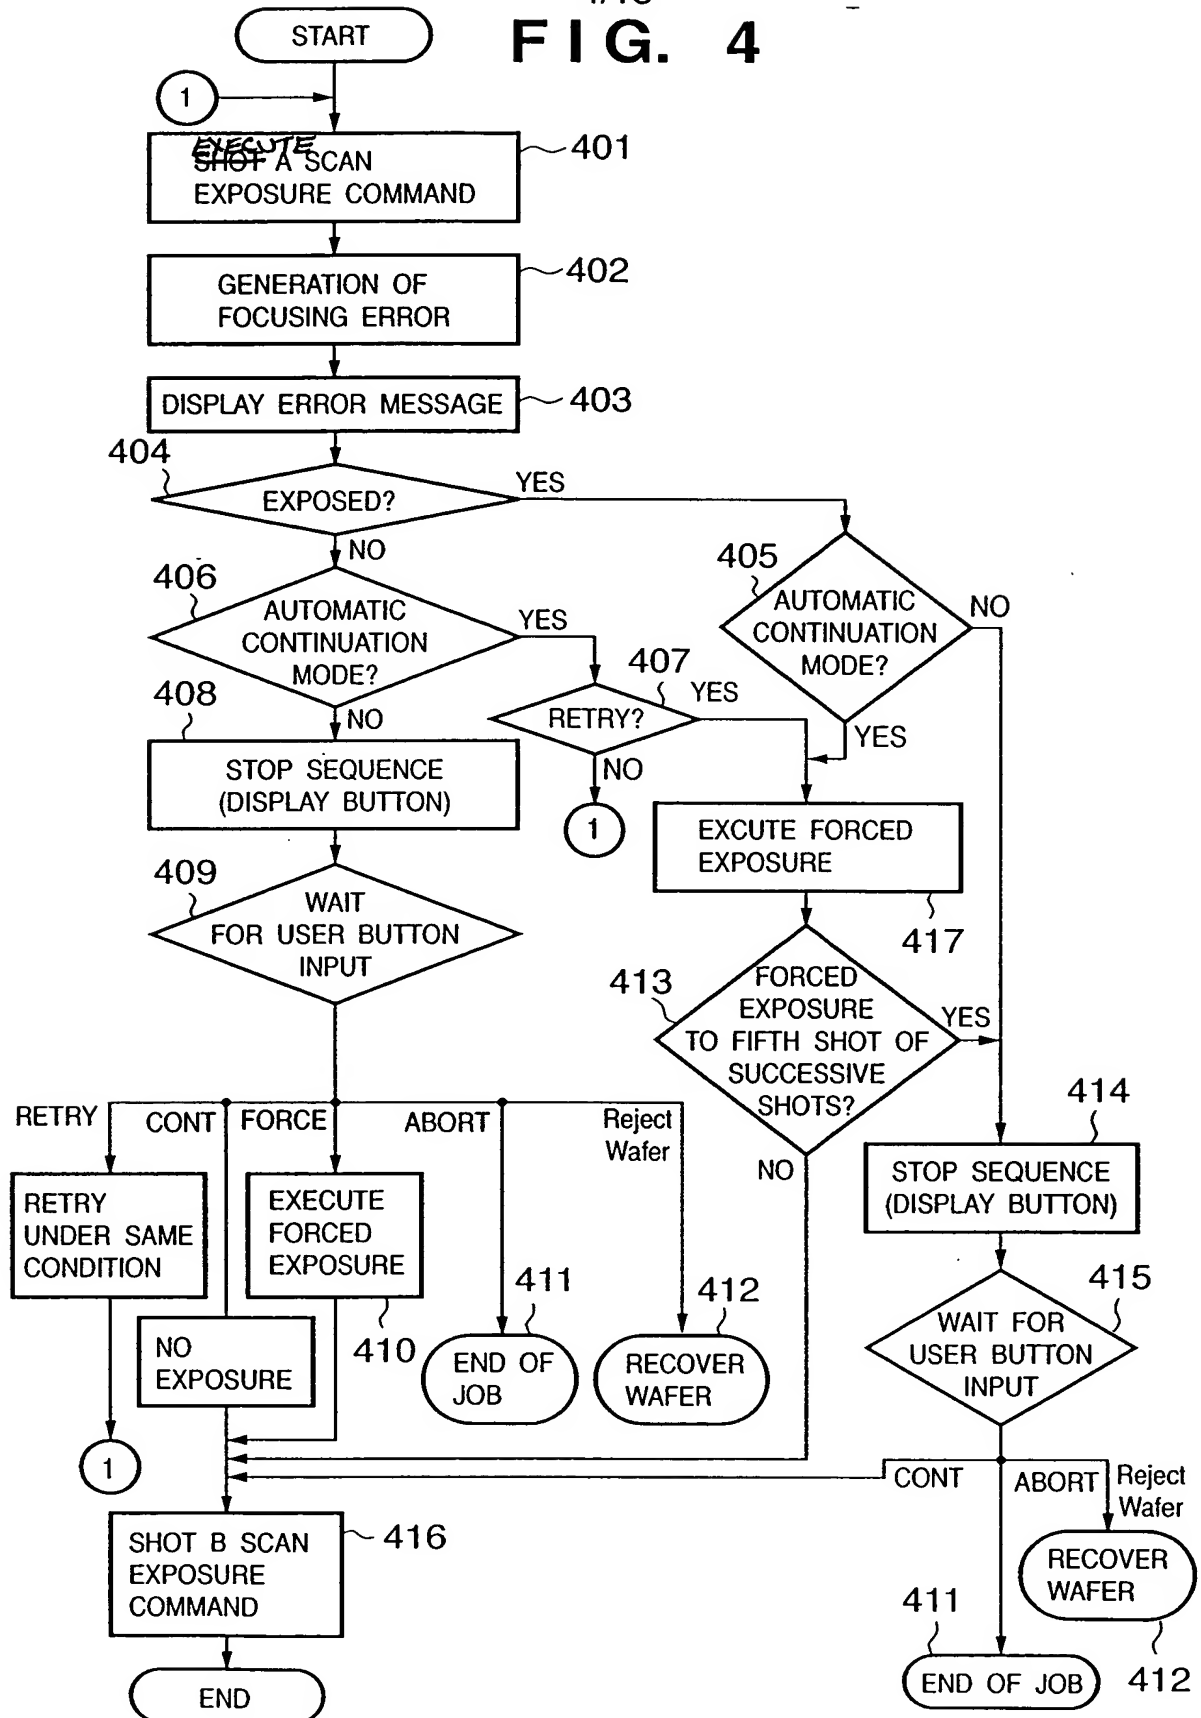 FIG. 4
START
1
EXECUTE
SHOT A SCAN
EXPOSURE COMMAND
401
GENERATION OF
FOCUSING ERROR
402
DISPLAY ERROR MESSAGE
403
404
EXPOSED?
YES
NO
405
AUTOMATIC
CONTINUATION
MODE?
NO
YES
406
AUTOMATIC
CONTINUATION
MODE?
YES
NO
407
RETRY?
YES
NO
1
408
STOP SEQUENCE
(DISPLAY BUTTON)
EXCUTE FORCED
EXPOSURE
417
409
WAIT
FOR USER BUTTON
INPUT
413
FORCED
EXPOSURE
TO FIFTH SHOT OF
SUCCESSIVE
SHOTS?
YES
NO
RETRY
CONT
FORCE
ABORT
Reject
Wafer
414
STOP SEQUENCE
(DISPLAY BUTTON)
RETRY
UNDER SAME
CONDITION
EXECUTE
FORCED
EXPOSURE
410
NO
EXPOSURE
411
END OF
JOB
412
RECOVER
WAFER
415
WAIT FOR
USER BUTTON
INPUT
1
CONT
ABORT
Reject
Wafer
SHOT B SCAN
EXPOSURE
COMMAND
416
RECOVER
WAFER
412
411
END OF JOB
END